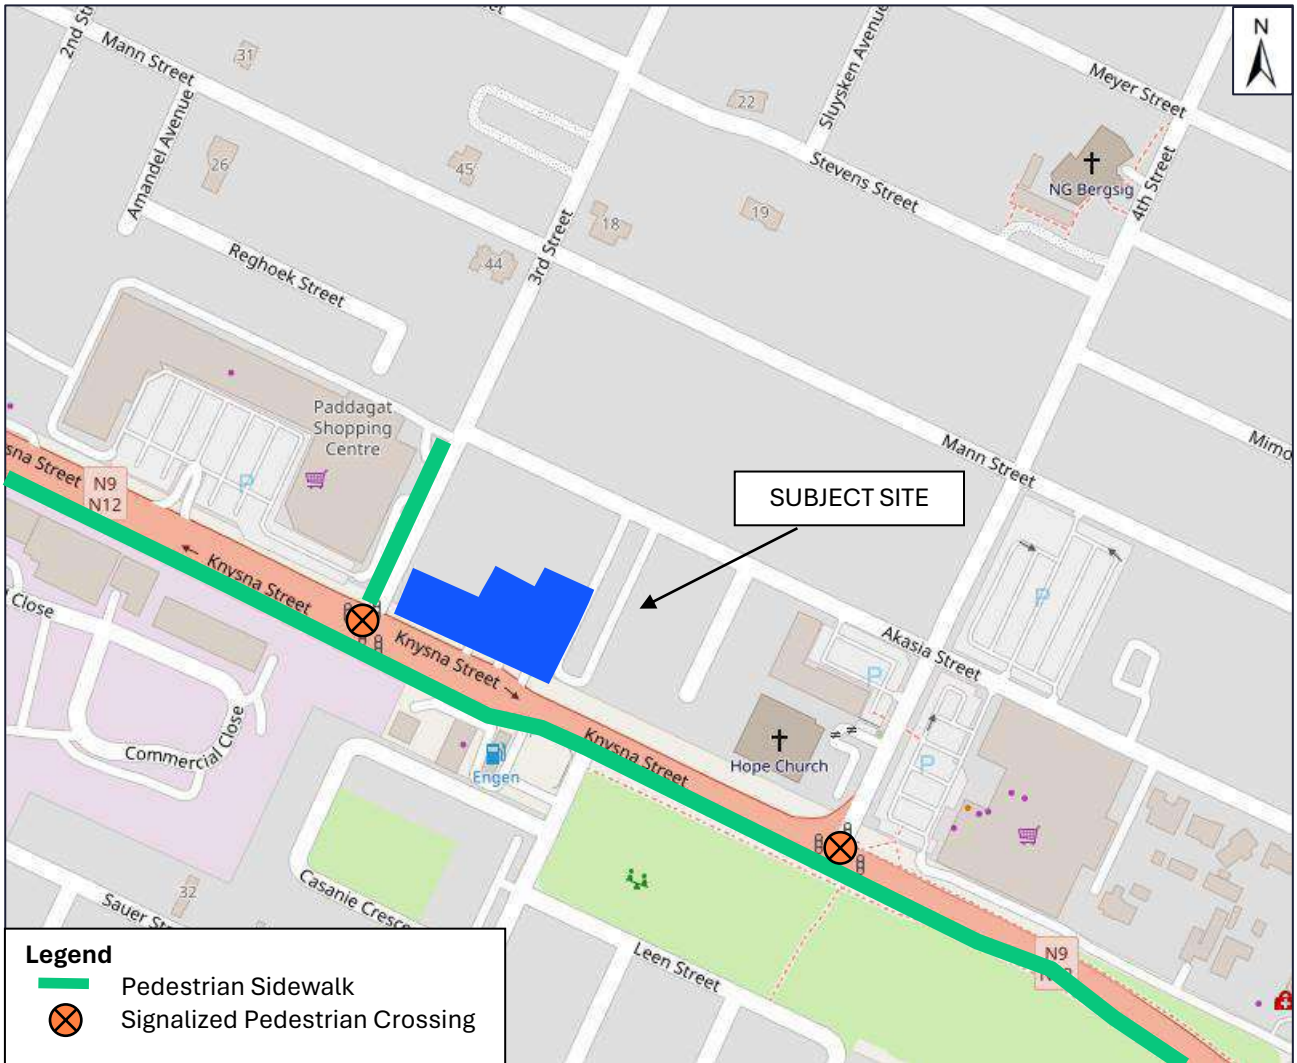 N
2nd St
Mann Street
31
Amandel Avenue
26
45
Reghoek Street
44
18
3rd Street
22
19
Sluysken Avenue
Stevens Street
Meyer Street
NG Bergsig
4th Street
Paddagat
Shopping
Centre
P
sna Street
N9
N12
Knysna Street
Knysna Street
Close
Commercial Close
SUBJECT SITE
Mann Street
Mimo
P
Akasia Street
P
P
Hope Church
Knysna Street
Engen
32
Sauer St
Casanie Cresce
Leen Street
N9
Legend
Pedestrian Sidewalk
Signalized Pedestrian Crossing